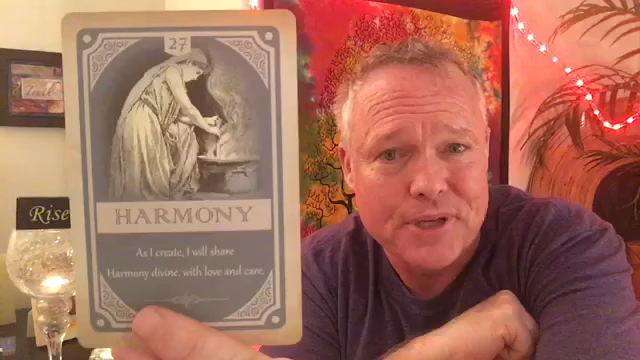 27
HARMONY
As I create, I will share
Harmony divine, with love and care.
Rise